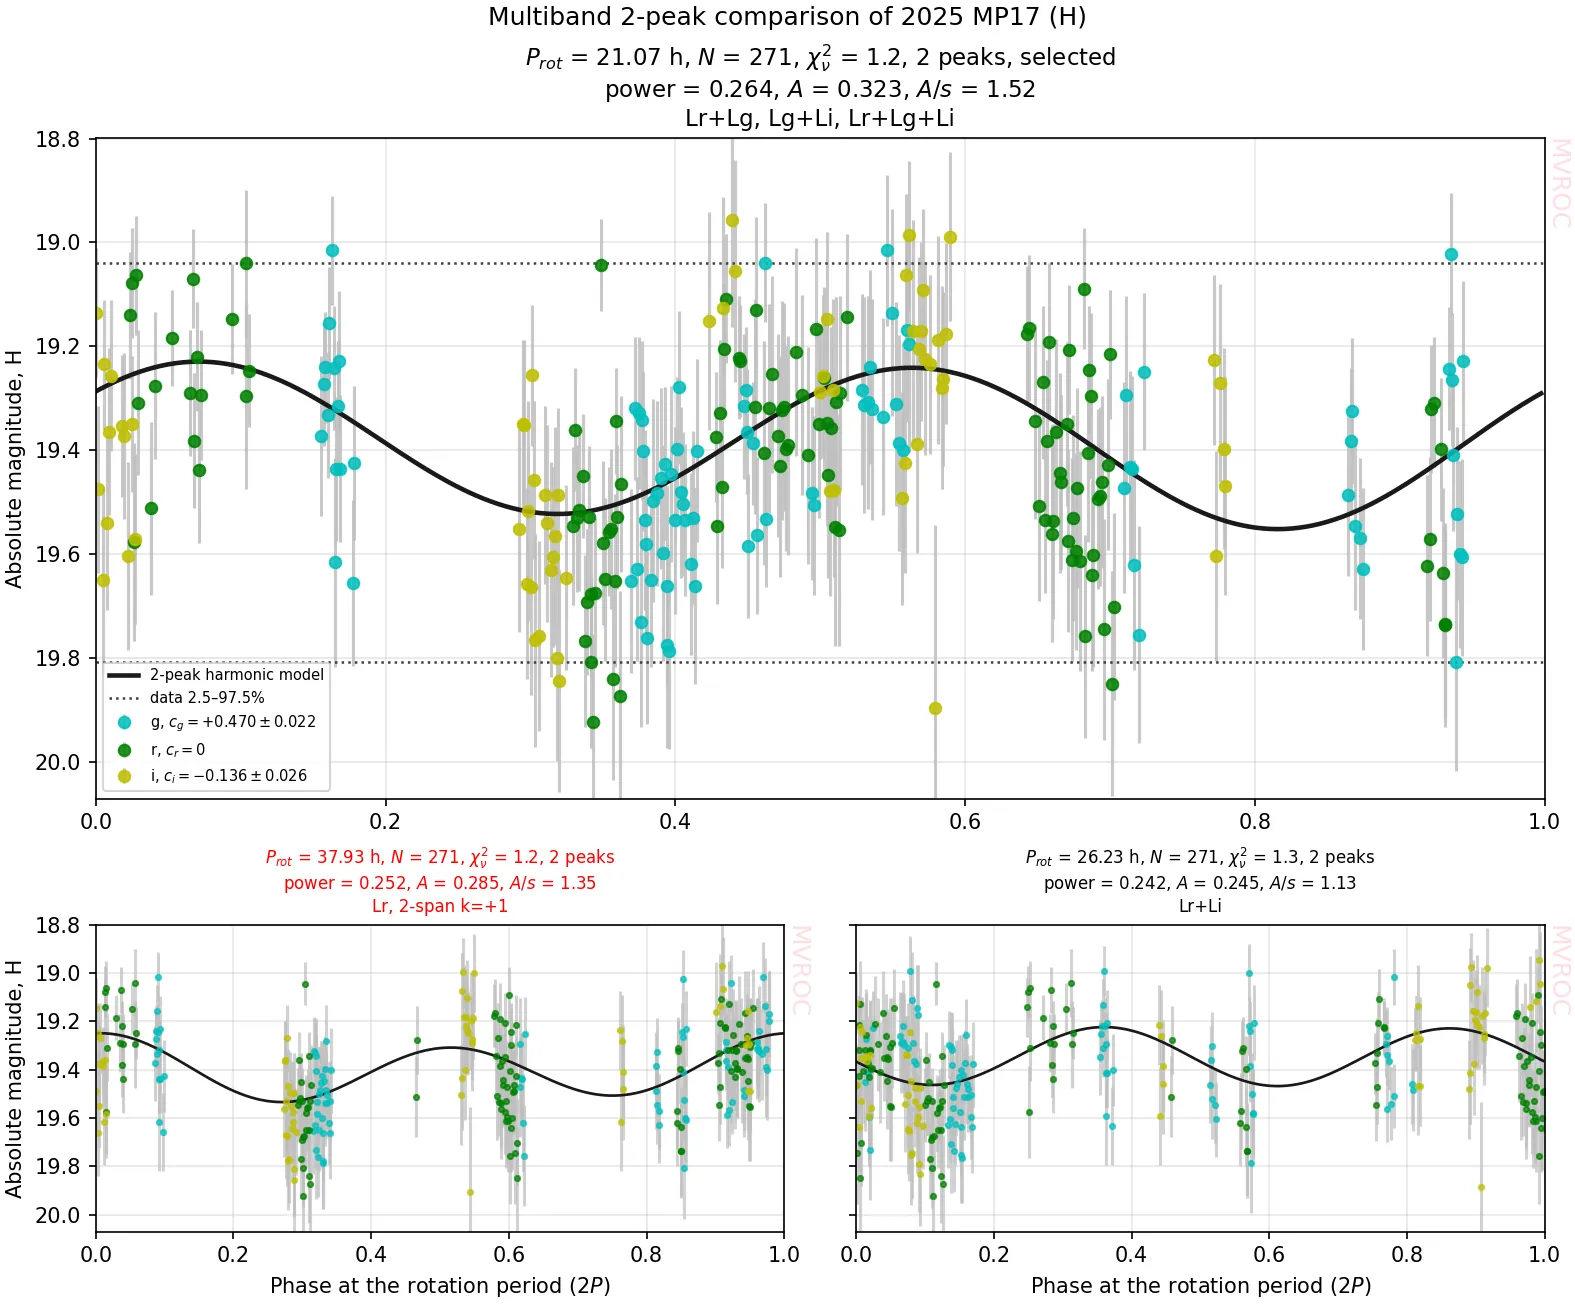 Multiband 2-peak comparison of 2025 MP17 (H)
P_rot = 21.07 h, N = 271, χ²_ν = 1.2, 2 peaks, selected
power = 0.264, A = 0.323, A/s = 1.52
Lr+Lg, Lg+Li, Lr+Lg+Li
MVROC
Absolute magnitude, H
18.8
19.0
19.2
19.4
19.6
19.8
20.0
2-peak harmonic model
data 2.5–97.5%
g, c_g = +0.470 ± 0.022
r, c_r = 0
i, c_i = −0.136 ± 0.026
0.0 0.2 0.4 0.6 0.8 1.0
P_rot = 37.93 h, N = 271, χ²_ν = 1.2, 2 peaks
power = 0.252, A = 0.285, A/s = 1.35
Lr, 2-span k=+1
MVROC
Absolute magnitude, H
18.8
19.0
19.2
19.4
19.6
19.8
20.0
0.0 0.2 0.4 0.6 0.8 1.0
Phase at the rotation period (2P)
P_rot = 26.23 h, N = 271, χ²_ν = 1.3, 2 peaks
power = 0.242, A = 0.245, A/s = 1.13
Lr+Li
MVROC
0.0 0.2 0.4 0.6 0.8 1.0
Phase at the rotation period (2P)